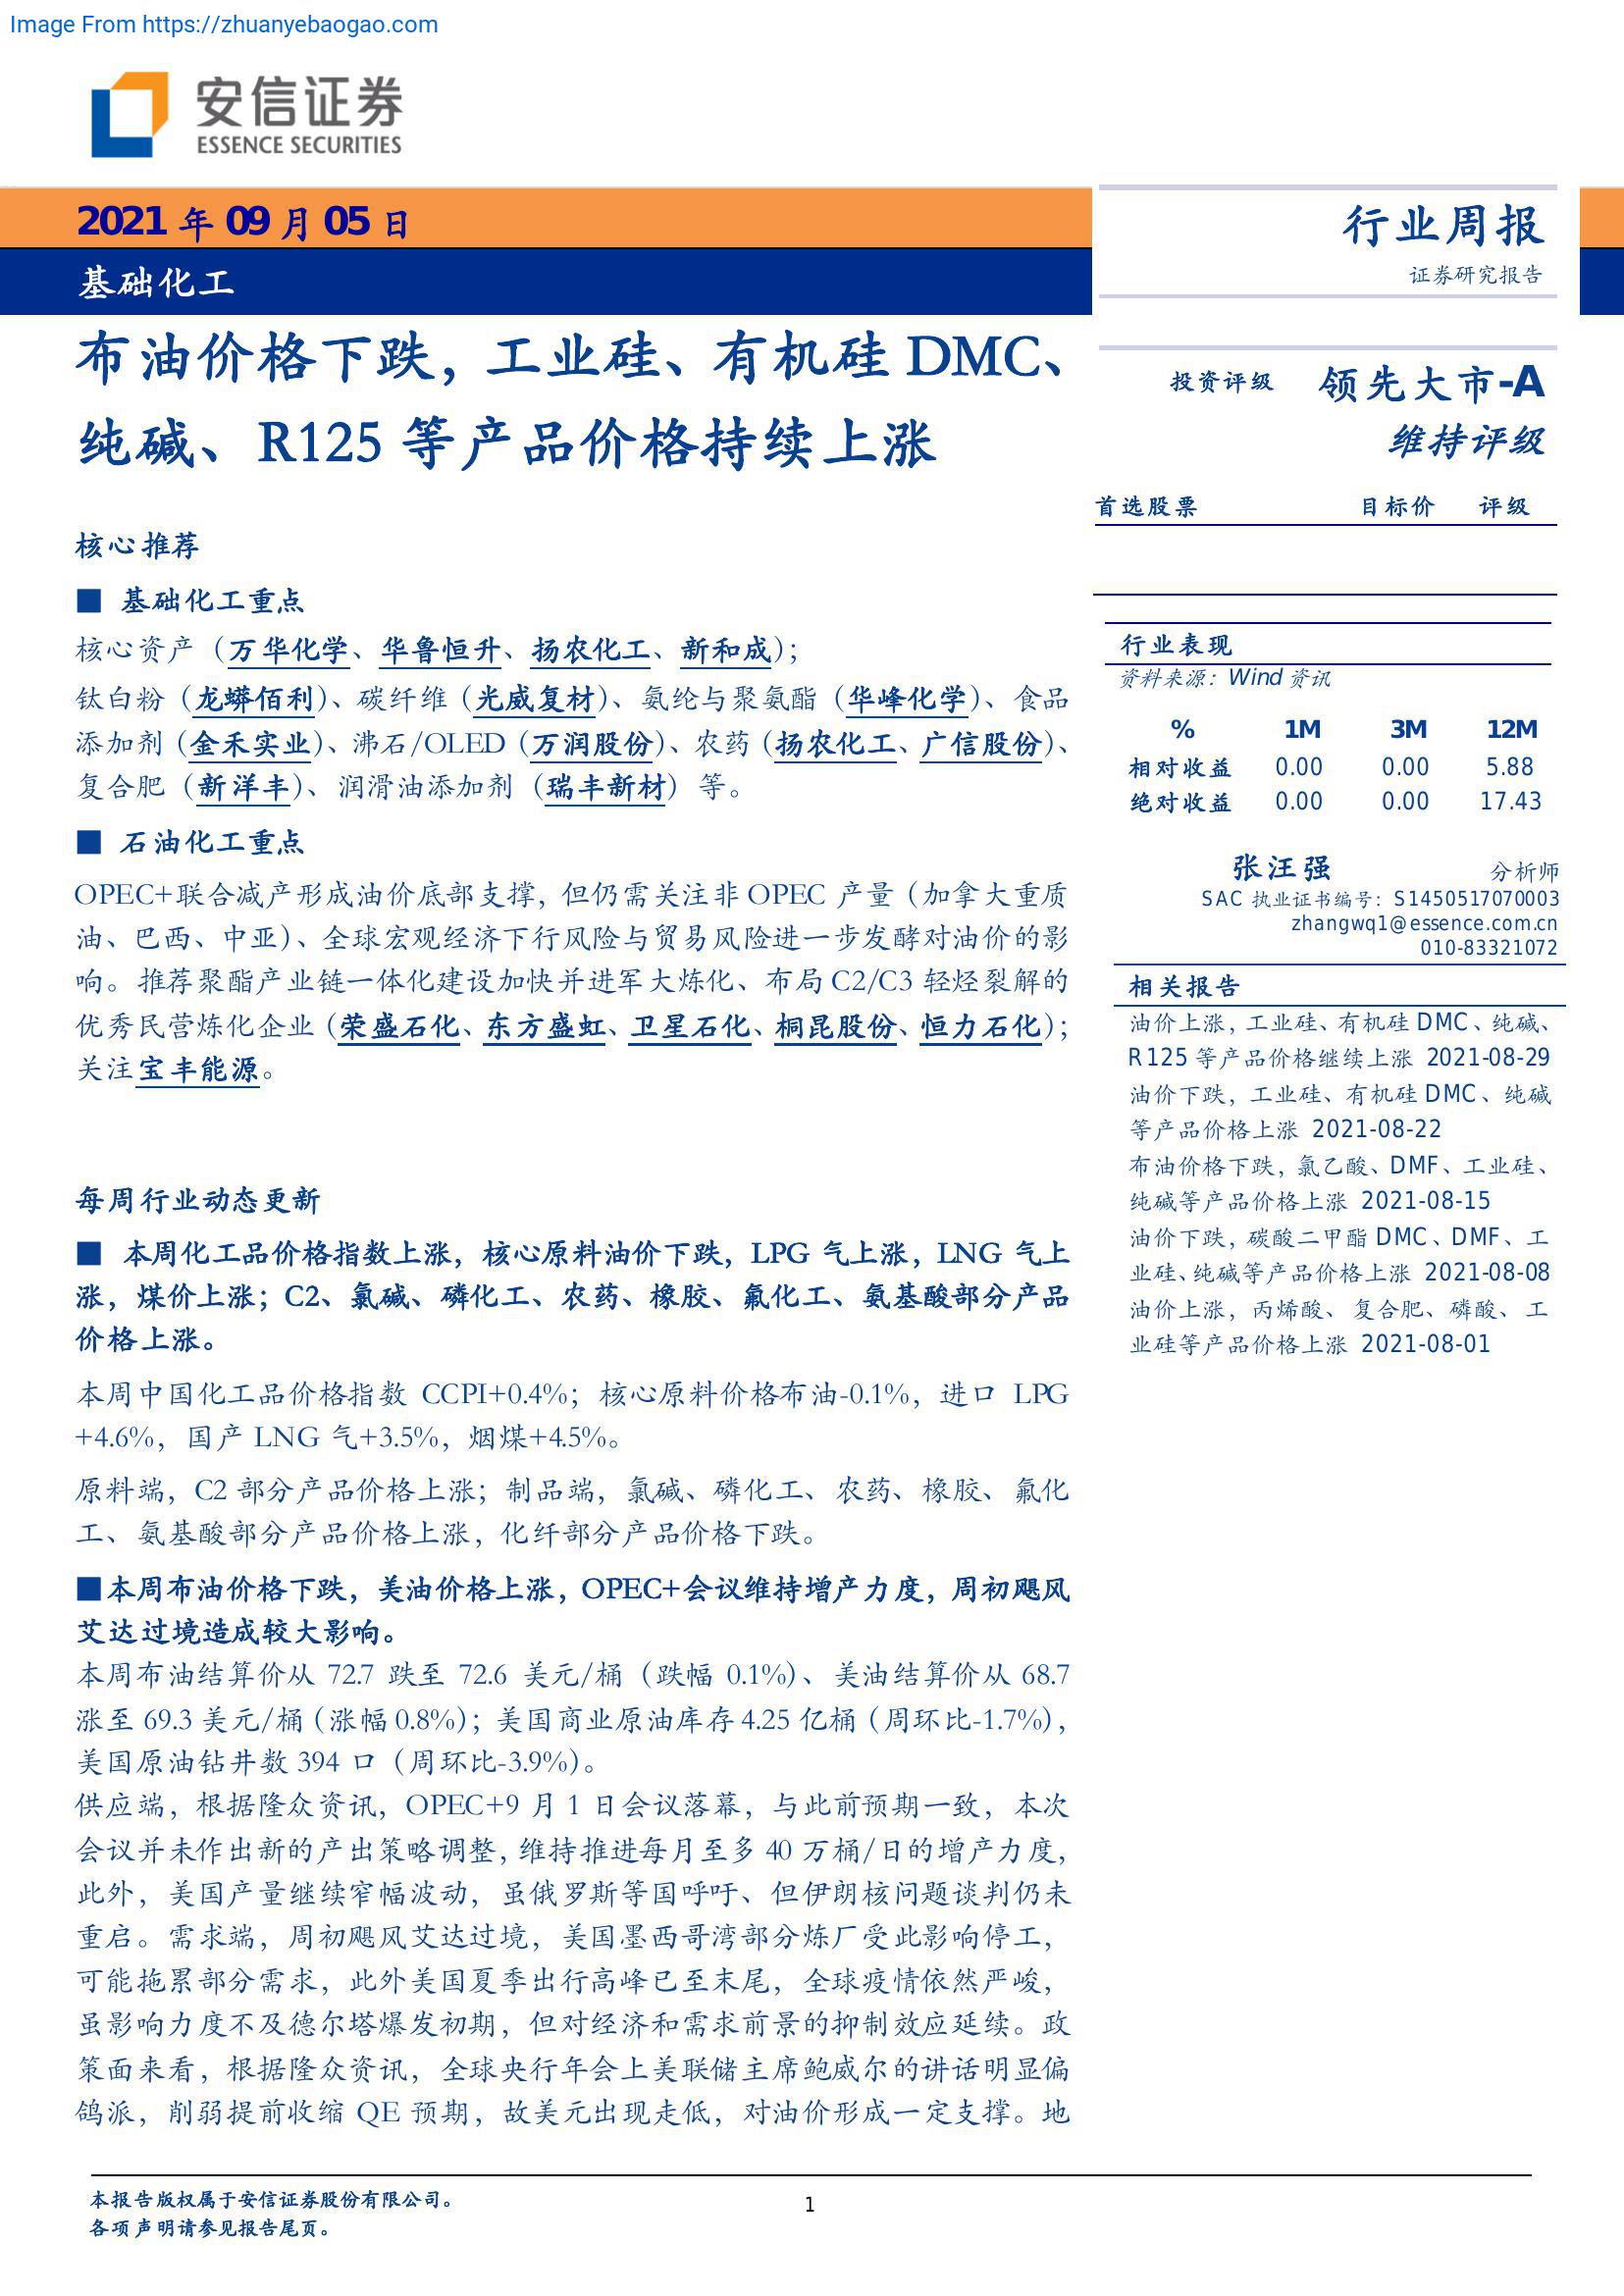 Image From https://zhuanyebaogao.com
安信证券
ESSENCE SECURITIES
2021 年 09 月 05 日
基础化工
布油价格下跌，工业硅、有机硅 DMC、
纯碱、R125 等产品价格持续上涨
核心推荐
■ 基础化工重点
核心资产（万华化学、华鲁恒升、扬农化工、新和成）；
钛白粉（龙蟒佰利）、碳纤维（光威复材）、氨纶与聚氨酯（华峰化学）、食品
添加剂（金禾实业）、沸石/OLED（万润股份）、农药（扬农化工、广信股份）、
复合肥（新洋丰）、润滑油添加剂（瑞丰新材）等。
■ 石油化工重点
OPEC+联合减产形成油价底部支撑，但仍需关注非 OPEC 产量（加拿大重质
油、巴西、中亚）、全球宏观经济下行风险与贸易风险进一步发酵对油价的影
响。推荐聚酯产业链一体化建设加快并进军大炼化、布局 C2/C3 轻烃裂解的
优秀民营炼化企业（荣盛石化、东方盛虹、卫星石化、桐昆股份、恒力石化）；
关注宝丰能源。
每周行业动态更新
■ 本周化工品价格指数上涨，核心原料油价下跌，LPG 气上涨，LNG 气上
涨，煤价上涨；C2、氯碱、磷化工、农药、橡胶、氟化工、氨基酸部分产品
价格上涨。
本周中国化工品价格指数 CCPI+0.4%；核心原料价格布油-0.1%，进口 LPG
+4.6%，国产 LNG 气+3.5%，烟煤+4.5%。
原料端，C2 部分产品价格上涨；制品端，氯碱、磷化工、农药、橡胶、氟化
工、氨基酸部分产品价格上涨，化纤部分产品价格下跌。
■本周布油价格下跌，美油价格上涨，OPEC+会议维持增产力度，周初飓风
艾达过境造成较大影响。
本周布油结算价从 72.7 跌至 72.6 美元/桶（跌幅 0.1%）、美油结算价从 68.7
涨至 69.3 美元/桶（涨幅 0.8%）；美国商业原油库存 4.25 亿桶（周环比-1.7%），
美国原油钻井数 394 口（周环比-3.9%）。
供应端，根据隆众资讯，OPEC+9 月 1 日会议落幕，与此前预期一致，本次
会议并未作出新的产出策略调整，维持推进每月至多 40 万桶/日的增产力度，
此外，美国产量继续窄幅波动，虽俄罗斯等国呼吁、但伊朗核问题谈判仍未
重启。需求端，周初飓风艾达过境，美国墨西哥湾部分炼厂受此影响停工，
可能拖累部分需求，此外美国夏季出行高峰已至末尾，全球疫情依然严峻，
虽影响力度不及德尔塔爆发初期，但对经济和需求前景的抑制效应延续。政
策面来看，根据隆众资讯，全球央行年会上美联储主席鲍威尔的讲话明显偏
鸽派，削弱提前收缩 QE 预期，故美元出现走低，对油价形成一定支撑。地
行业周报
证券研究报告
投资评级 领先大市-A
维持评级
首选股票 目标价 评级
行业表现
资料来源：Wind 资讯
% 1M 3M 12M
相对收益 0.00 0.00 5.88
绝对收益 0.00 0.00 17.43
张汪强 分析师
SAC 执业证书编号：S1450517070003
zhangwq1@essence.com.cn
010-83321072
相关报告
油价上涨，工业硅、有机硅 DMC、纯碱、
R125 等产品价格继续上涨 2021-08-29
油价下跌，工业硅、有机硅 DMC、纯碱
等产品价格上涨 2021-08-22
布油价格下跌，氯乙酸、DMF、工业硅、
纯碱等产品价格上涨 2021-08-15
油价下跌，碳酸二甲酯 DMC、DMF、工
业硅、纯碱等产品价格上涨 2021-08-08
油价上涨，丙烯酸、复合肥、磷酸、工
业硅等产品价格上涨 2021-08-01
本报告版权属于安信证券股份有限公司。
各项声明请参见报告尾页。
1